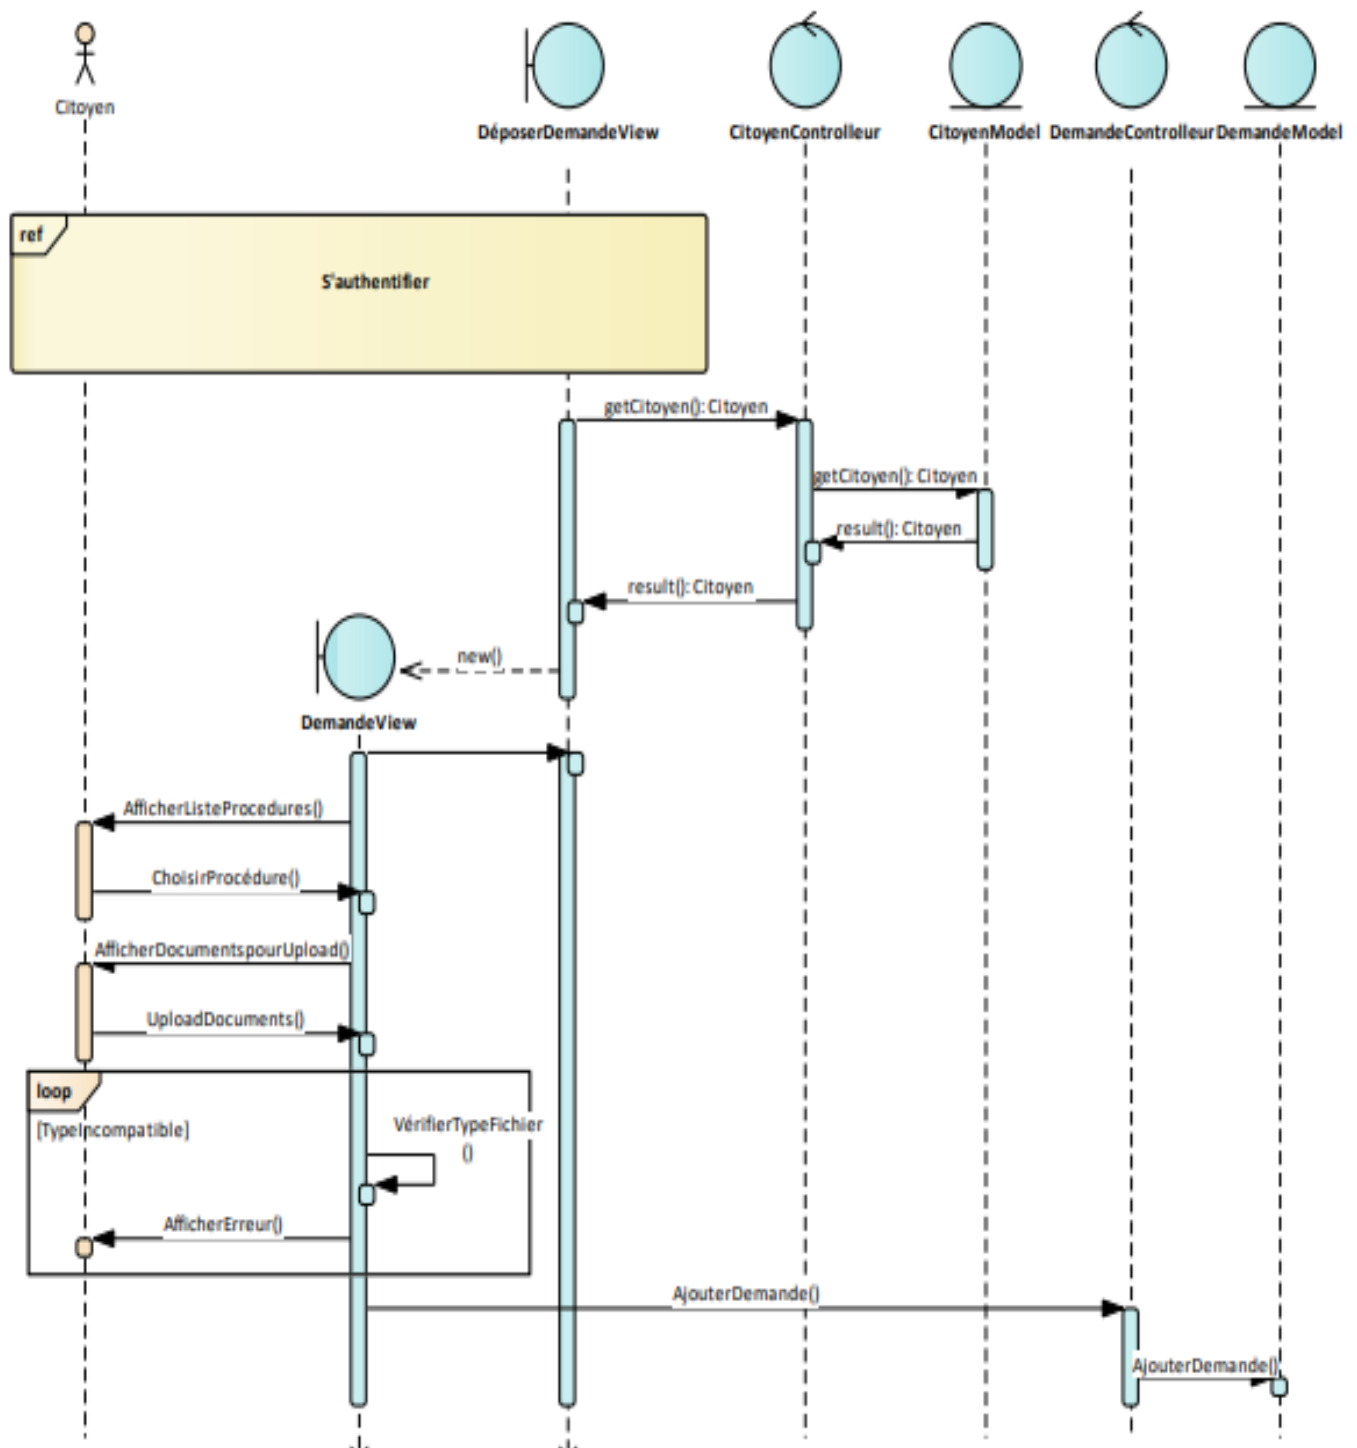 Citoyen
DéposerDemandeView
CitoyenControlleur
CitoyenModel
DemandeControlleur
DemandeModel
ref
S'authentifier
getCitoyen(): Citoyen
getCitoyen(): Citoyen
result(): Citoyen
result(): Citoyen
new()
DemandeView
AfficherListeProcedures()
ChoisirProcédure()
AfficherDocumentspourUpload()
UploadDocuments()
loop
[TypeIncompatible]
VérifierTypeFichier
()
AfficherErreur()
AjouterDemande()
AjouterDemande()